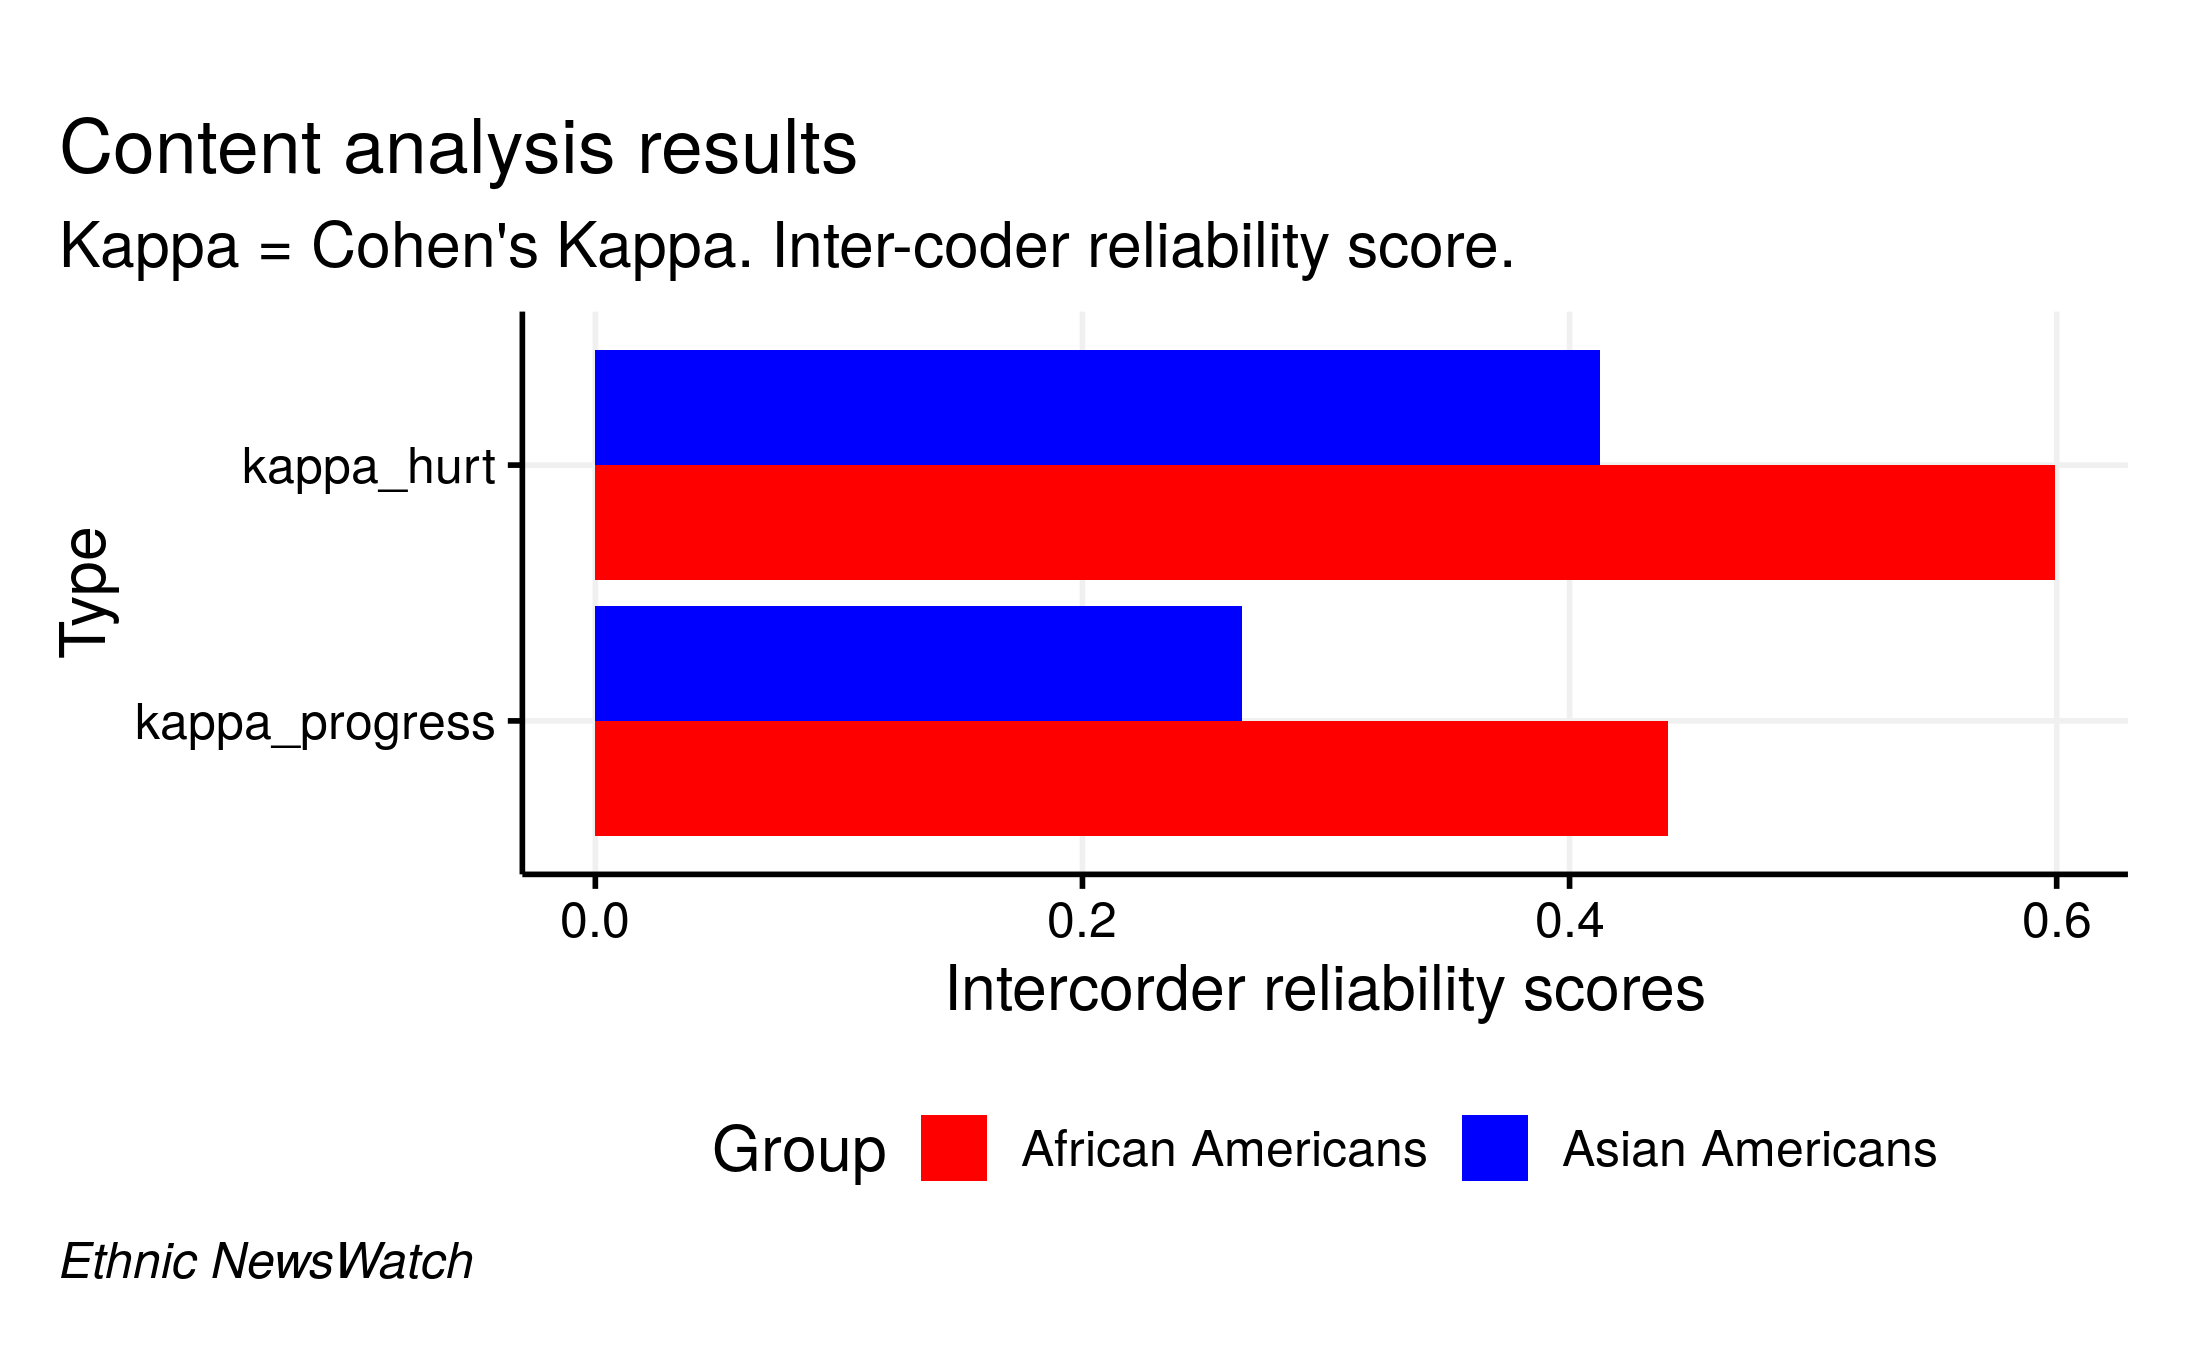 Content analysis results
Kappa = Cohen's Kappa. Inter-coder reliability score.
Type
kappa_hurt
kappa_progress
0.0 0.2 0.4 0.6
Intercorder reliability scores
Group African Americans Asian Americans
Ethnic NewsWatch